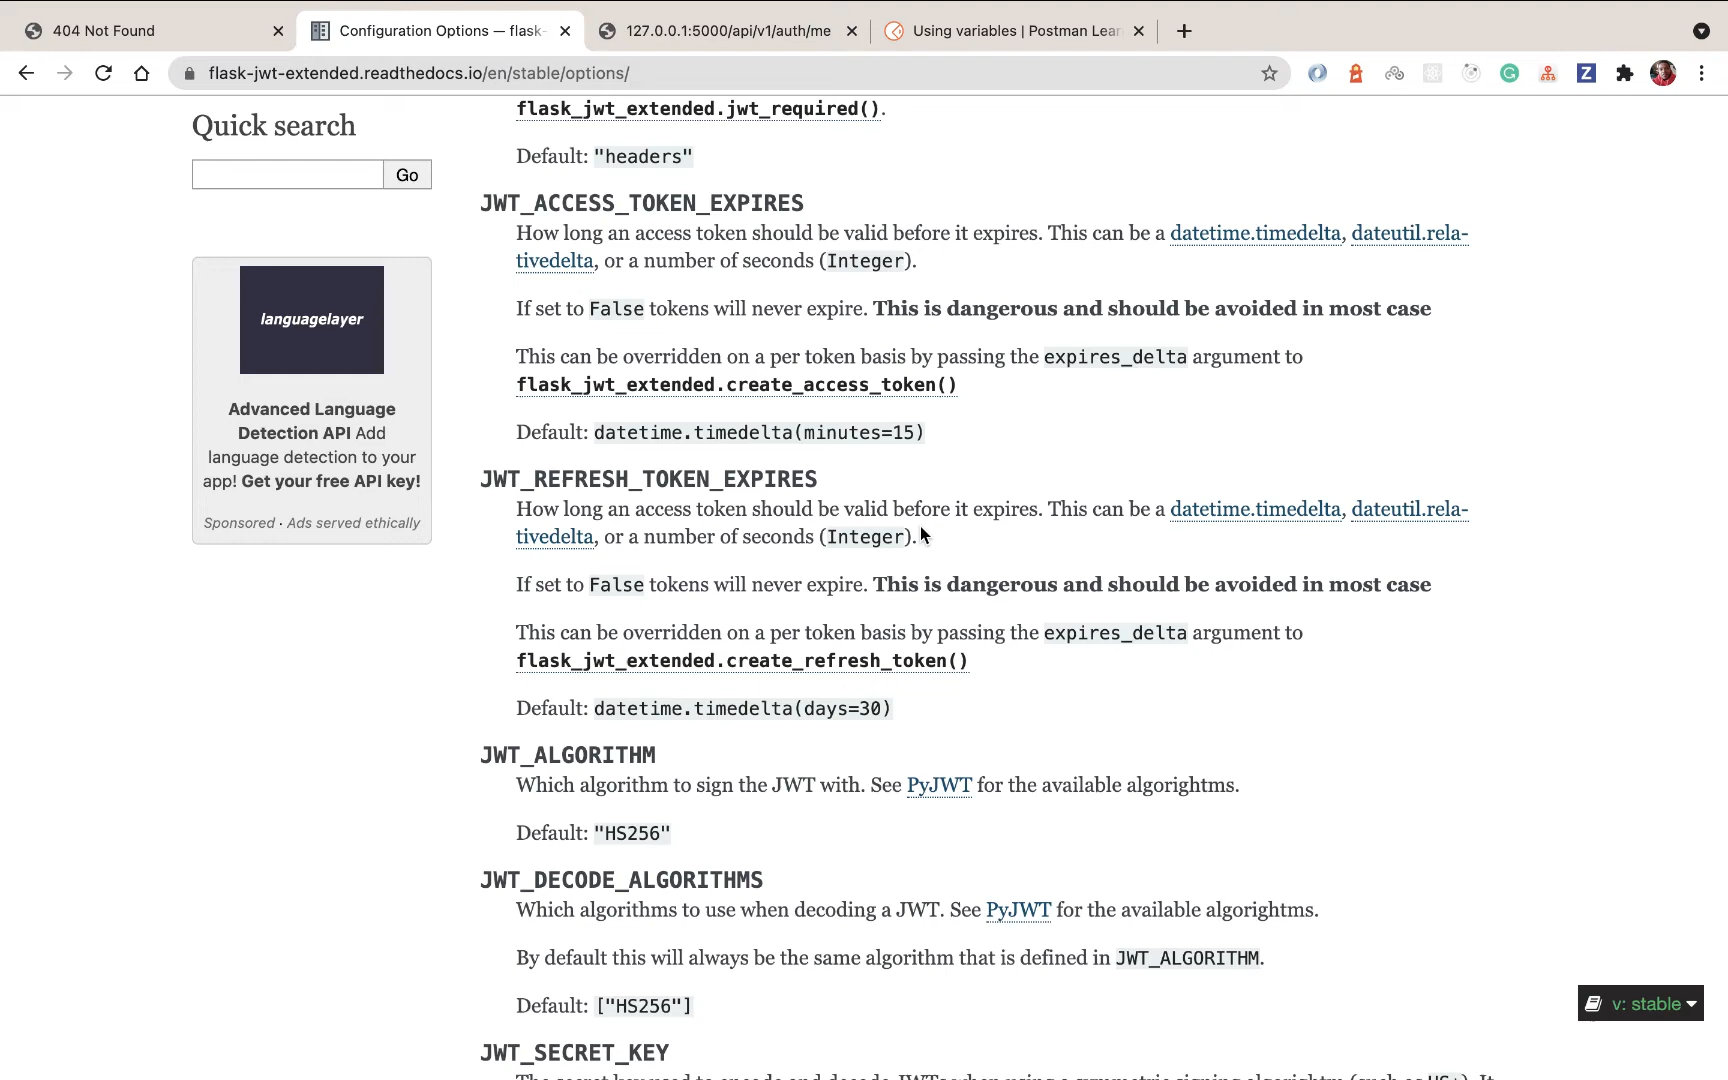 404 Not Found
Configuration Options — flask-
127.0.0.1:5000/api/v1/auth/me
Using variables | Postman Lear
flask-jwt-extended.readthedocs.io/en/stable/options/
Quick search
Go
languagelayer
Advanced Language
Detection API Add
language detection to your
app! Get your free API key!
Sponsored · Ads served ethically
flask_jwt_extended.jwt_required().
Default: "headers"
JWT_ACCESS_TOKEN_EXPIRES
How long an access token should be valid before it expires. This can be a datetime.timedelta, dateutil.rela-
tivedelta, or a number of seconds (Integer).
If set to False tokens will never expire. This is dangerous and should be avoided in most case
This can be overridden on a per token basis by passing the expires_delta argument to
flask_jwt_extended.create_access_token()
Default: datetime.timedelta(minutes=15)
JWT_REFRESH_TOKEN_EXPIRES
How long an access token should be valid before it expires. This can be a datetime.timedelta, dateutil.rela-
tivedelta, or a number of seconds (Integer).
If set to False tokens will never expire. This is dangerous and should be avoided in most case
This can be overridden on a per token basis by passing the expires_delta argument to
flask_jwt_extended.create_refresh_token()
Default: datetime.timedelta(days=30)
JWT_ALGORITHM
Which algorithm to sign the JWT with. See PyJWT for the available algorightms.
Default: "HS256"
JWT_DECODE_ALGORITHMS
Which algorithms to use when decoding a JWT. See PyJWT for the available algorightms.
By default this will always be the same algorithm that is defined in JWT_ALGORITHM.
Default: ["HS256"]
v: stable
JWT_SECRET_KEY